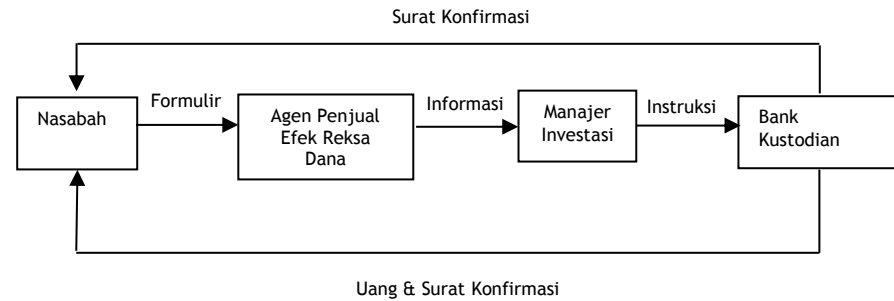 Surat Konfirmasi
Nasabah
Formulir
Agen Penjual
Efek Reksa
Dana
Informasi
Manajer
Investasi
Instruksi
Bank
Kustodian
Uang & Surat Konfirmasi